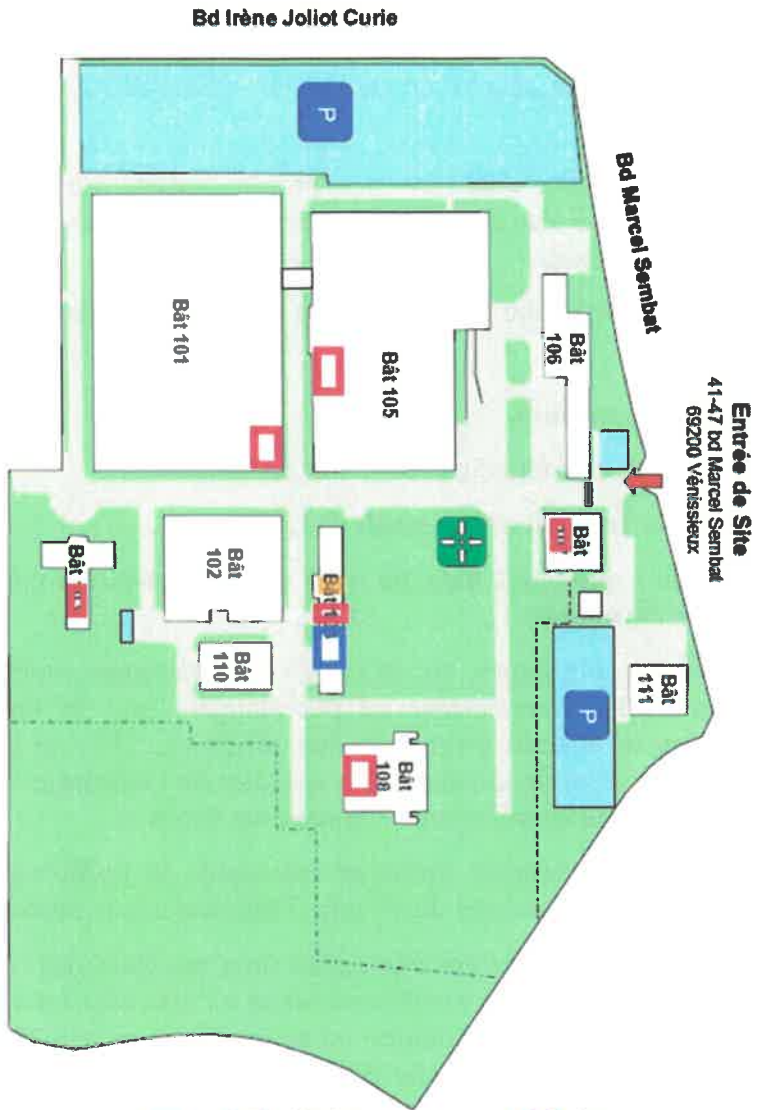 Bd Irène Joliot Curie
P
Bd Marcel Sembat
Entrée de Site
41-47 bd Marcel Sembat
69200 Vénissieux
Bât 101
Bât 105
Bât
106
Bât
Bât
111
P
Bât
102
Bât
Bât
110
Bât
Bât
108